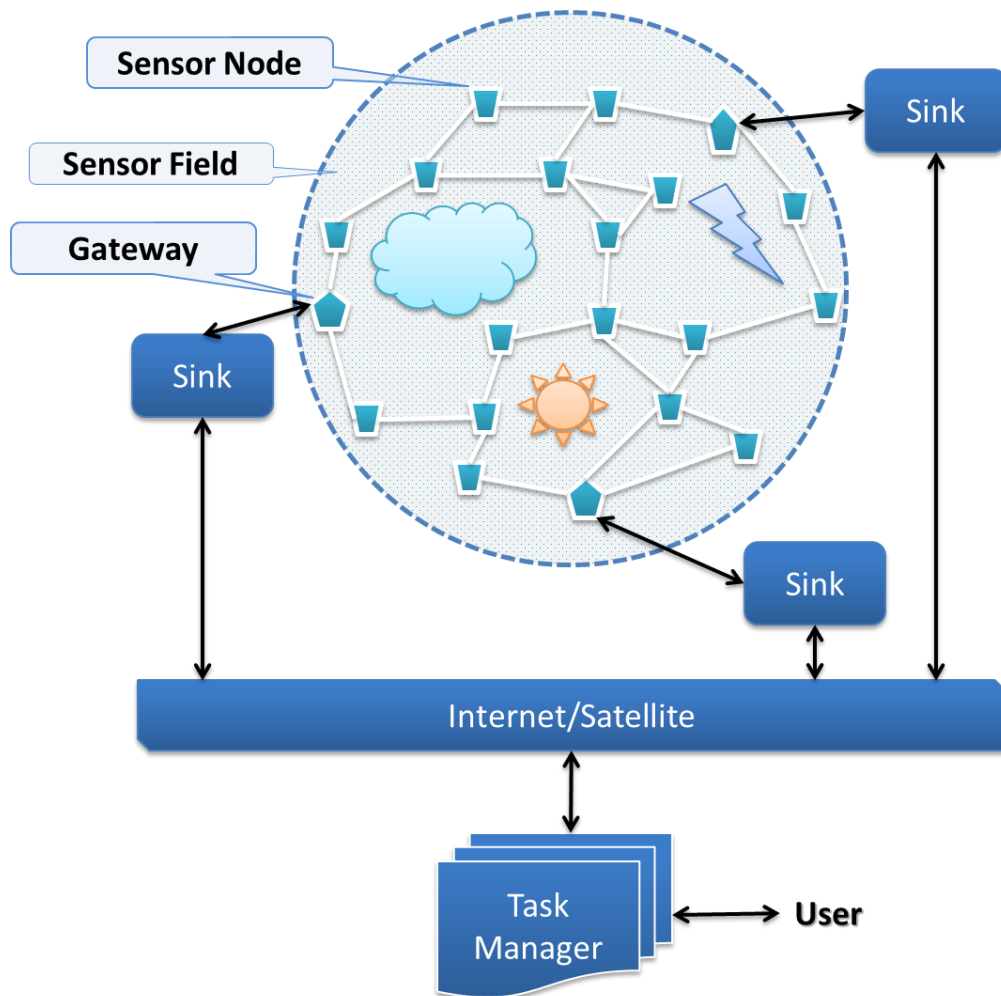 Sensor Node
Sink
Sensor Field
Gateway
Sink
Sink
Internet/Satellite
Task
Manager
User